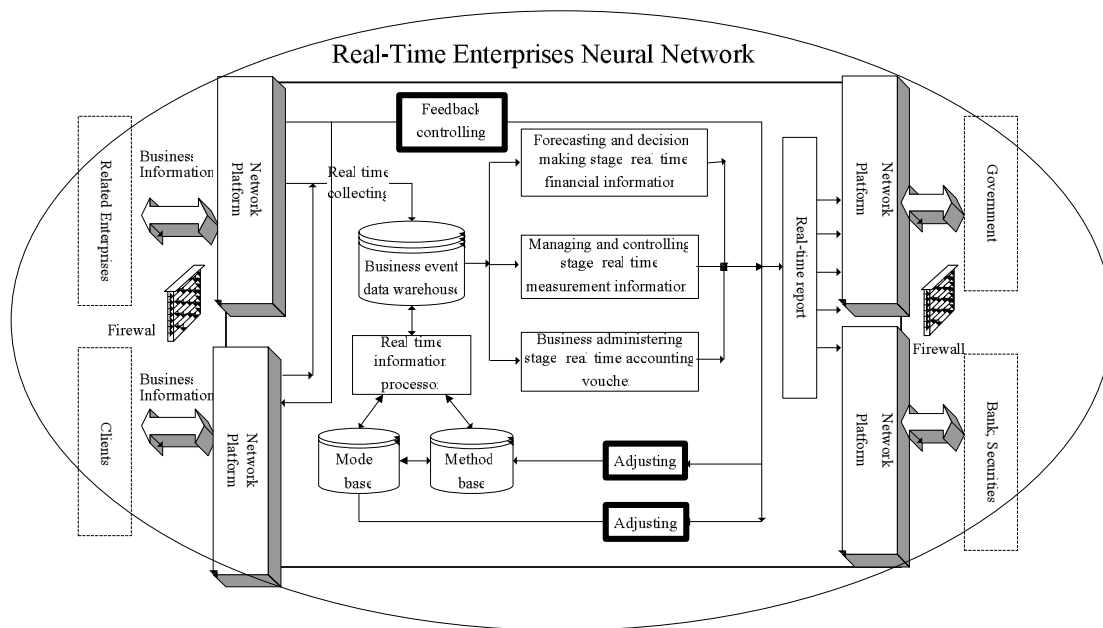 Real-Time Enterprises Neural Network
Feedback
controlling
Related Enterprises
Business
Information
Network
Platform
Real time
collecting
Forecasting and decision
making stage real time
financial information
Network
Platform
Government
Business event
data warehouse
Managing and controlling
stage real time
measurement information
Real-time report
Firewal
Firewall
Real time
information
processor
Business administering
stage real time accounting
vouche
Clients
Business
Information
Network
Platform
Mode
base
Method
base
Adjusting
Adjusting
Network
Platform
Bank; Securities